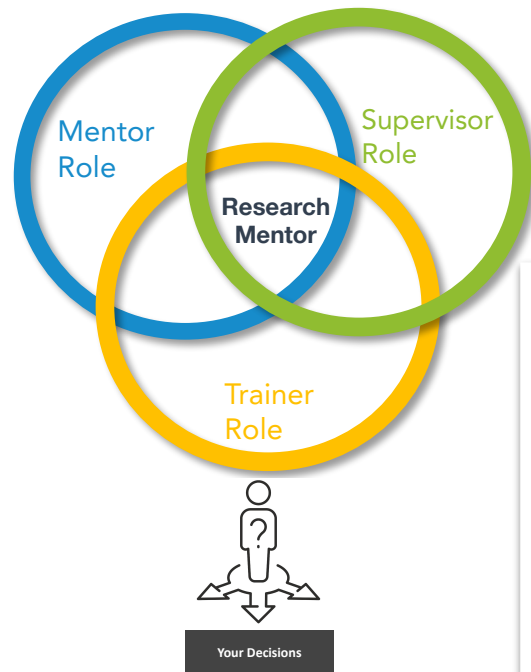 Mentor
Role
Supervisor
Role
Research
Mentor
Trainer
Role
?
Your Decisions